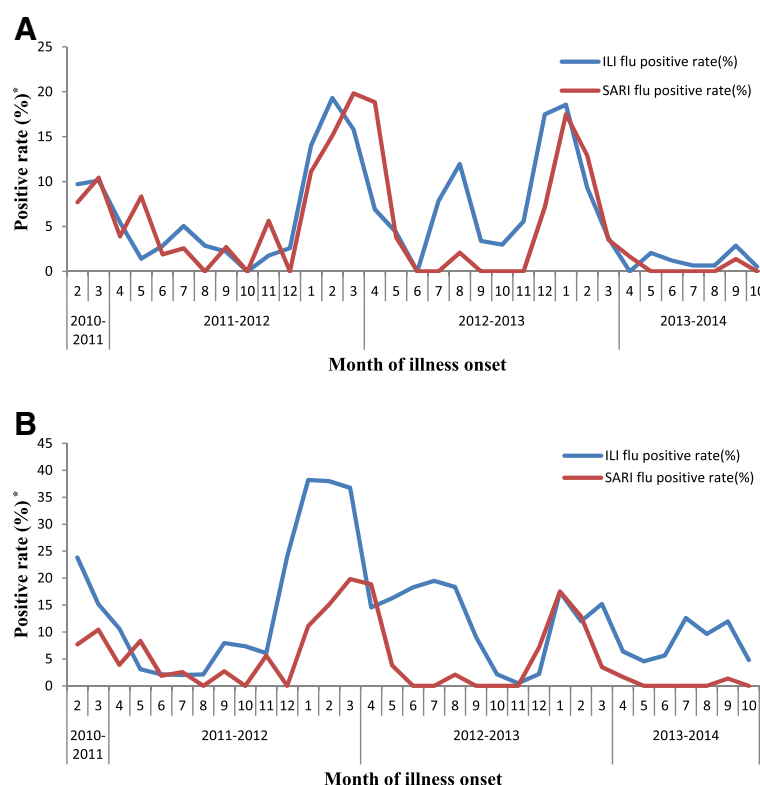 A
25
20
15
10
5
0
Positive rate (%)*
ILI flu positive rate(%)
SARI flu positive rate(%)
2 3 4 5 6 7 8 9 10 11 12 1 2 3 4 5 6 7 8 9 10 11 12 1 2 3 4 5 6 7 8 9 10
2010-
2011
2011-2012
2012-2013
2013-2014
Month of illness onset
B
45
40
35
30
25
20
15
10
5
0
Positive rate (%) *
ILI flu positive rate(%)
SARI flu positive rate(%)
2 3 4 5 6 7 8 9 10 11 12 1 2 3 4 5 6 7 8 9 10 11 12 1 2 3 4 5 6 7 8 9 10
2010-
2011
2011-2012
2012-2013
2013-2014
Month of illness onset